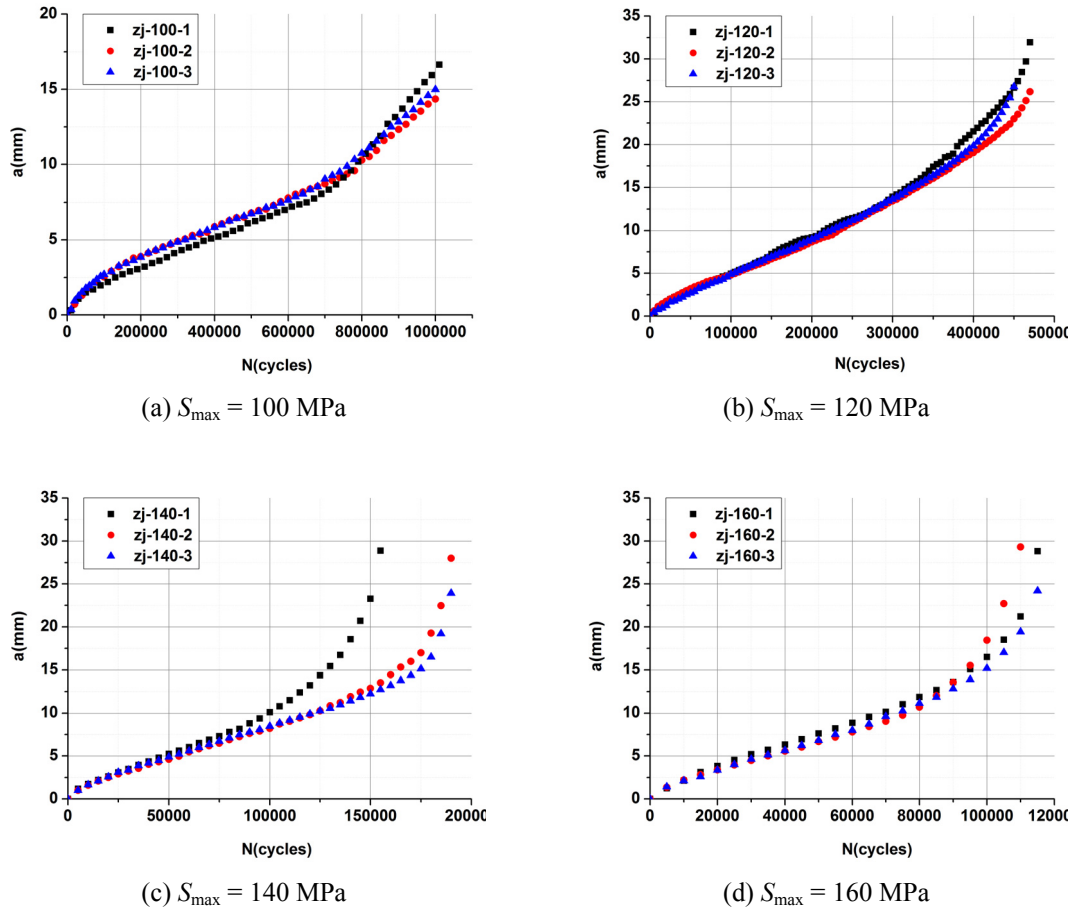 20
15
10
5
0
a(mm)
zj-100-1
zj-100-2
zj-100-3
0 200000 400000 600000 800000 1000000
N(cycles)
(a) Smax = 100 MPa
35
30
25
20
15
10
5
0
a(mm)
zj-120-1
zj-120-2
zj-120-3
0 100000 200000 300000 400000 50000
N(cycles)
(b) Smax = 120 MPa
35
30
25
20
15
10
5
0
a(mm)
zj-140-1
zj-140-2
zj-140-3
0 50000 100000 150000 20000
N(cycles)
(c) Smax = 140 MPa
35
30
25
20
15
10
5
0
a(mm)
zj-160-1
zj-160-2
zj-160-3
0 20000 40000 60000 80000 100000 12000
N(cycles)
(d) Smax = 160 MPa